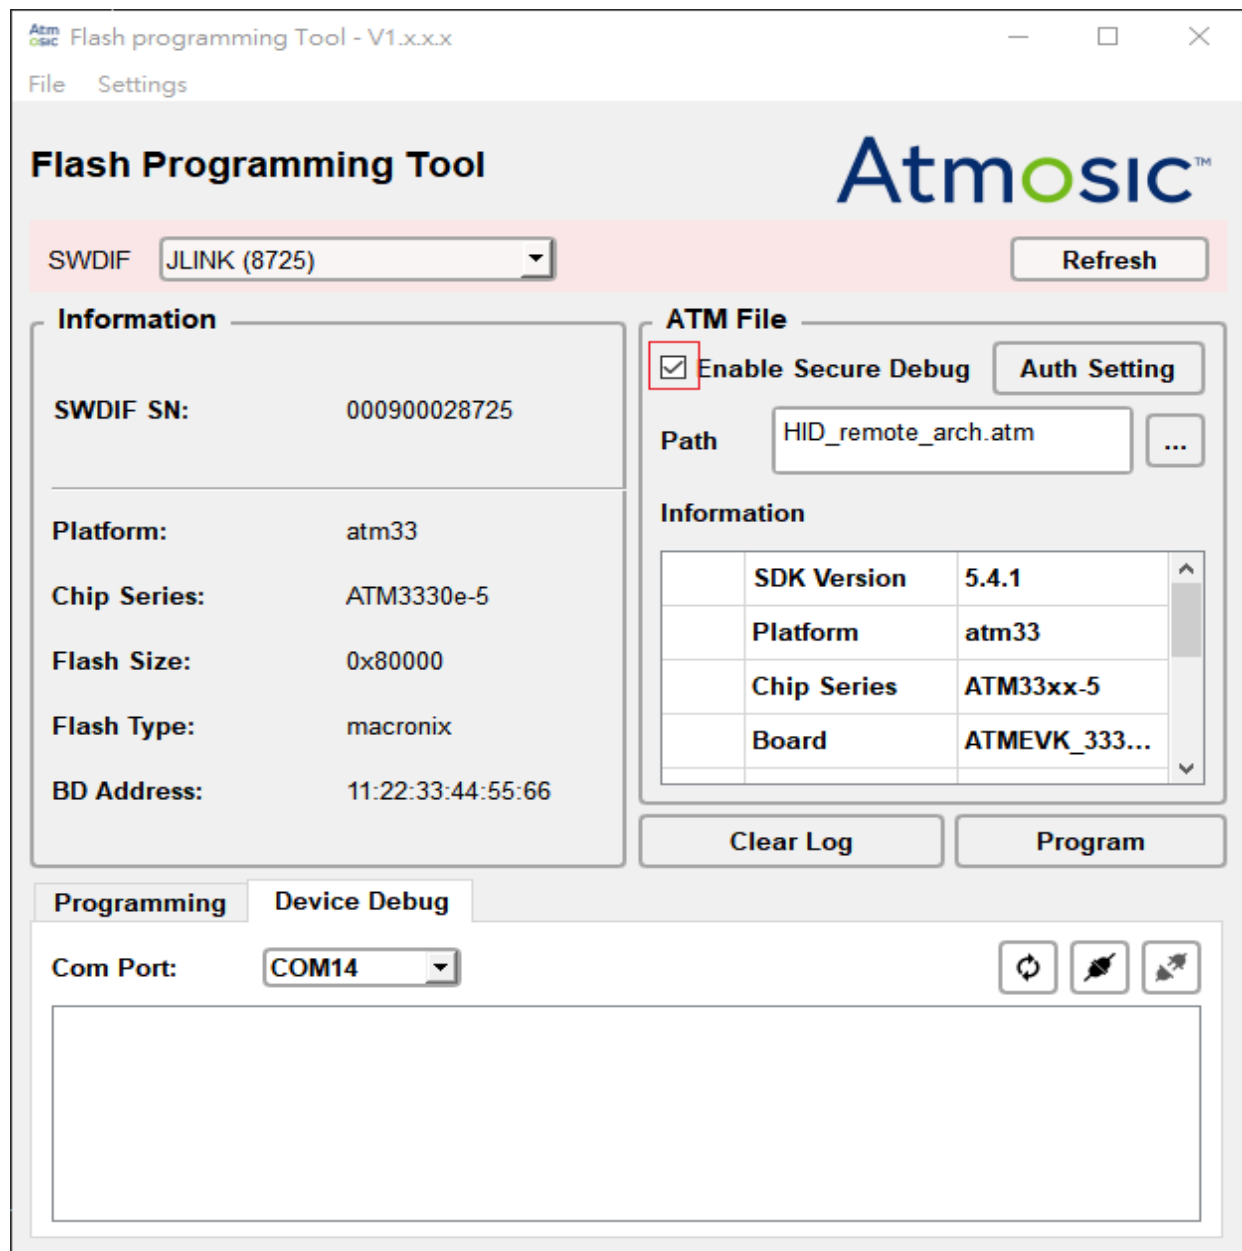 Atmosic Flash programming Tool - V1.x.x.x
File Settings
Flash Programming Tool
Atmosic™
SWDIF JLINK (8725) Refresh
Information
SWDIF SN: 000900028725
Platform: atm33
Chip Series: ATM3330e-5
Flash Size: 0x80000
Flash Type: macronix
BD Address: 11:22:33:44:55:66
ATM File
Enable Secure Debug Auth Setting
Path HID_remote_arch.atm ...
Information
SDK Version 5.4.1
Platform atm33
Chip Series ATM33xx-5
Board ATMEVK_333...
Clear Log Program
Programming Device Debug
Com Port: COM14